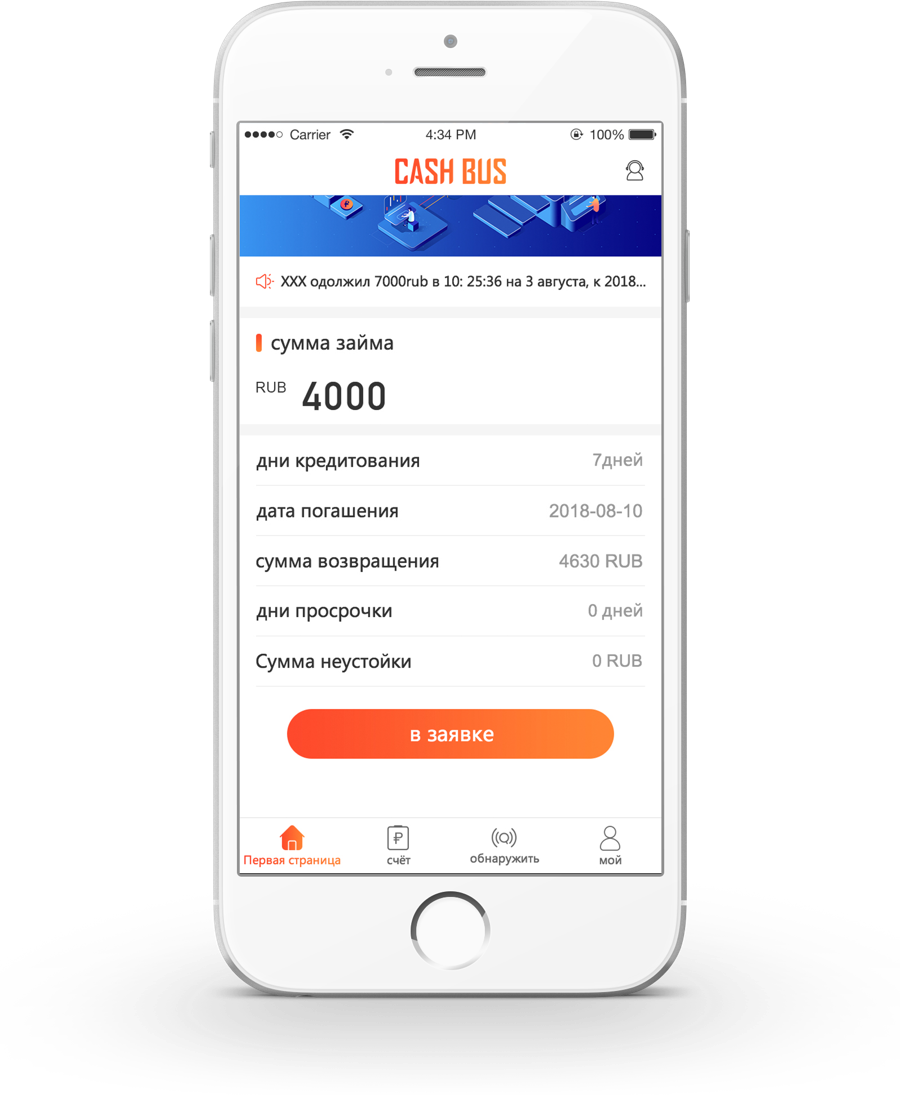 Carrier 4:34 PM 100%
CASH BUS
XXX одолжил 7000rub в 10: 25:36 на 3 августа, к 2018...
сумма займа
RUB 4000
дни кредитования 7дней
дата погашения 2018-08-10
сумма возвращения 4630 RUB
дни просрочки 0 дней
Сумма неустойки 0 RUB
в заявке
Первая страница счёт обнаружить мой